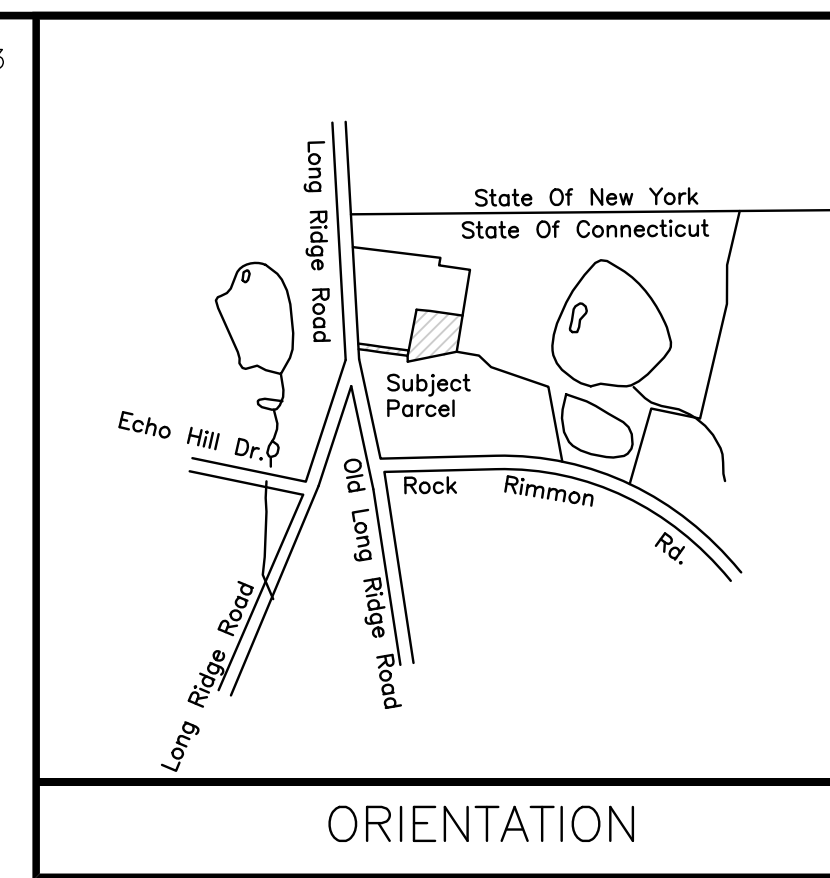 3
Long Ridge Road
State Of New York
State Of Connecticut
Subject
Parcel
Echo Hill Dr.
Rock Rimmon Rd.
Old Long Ridge Road
Long Ridge Road
ORIENTATION